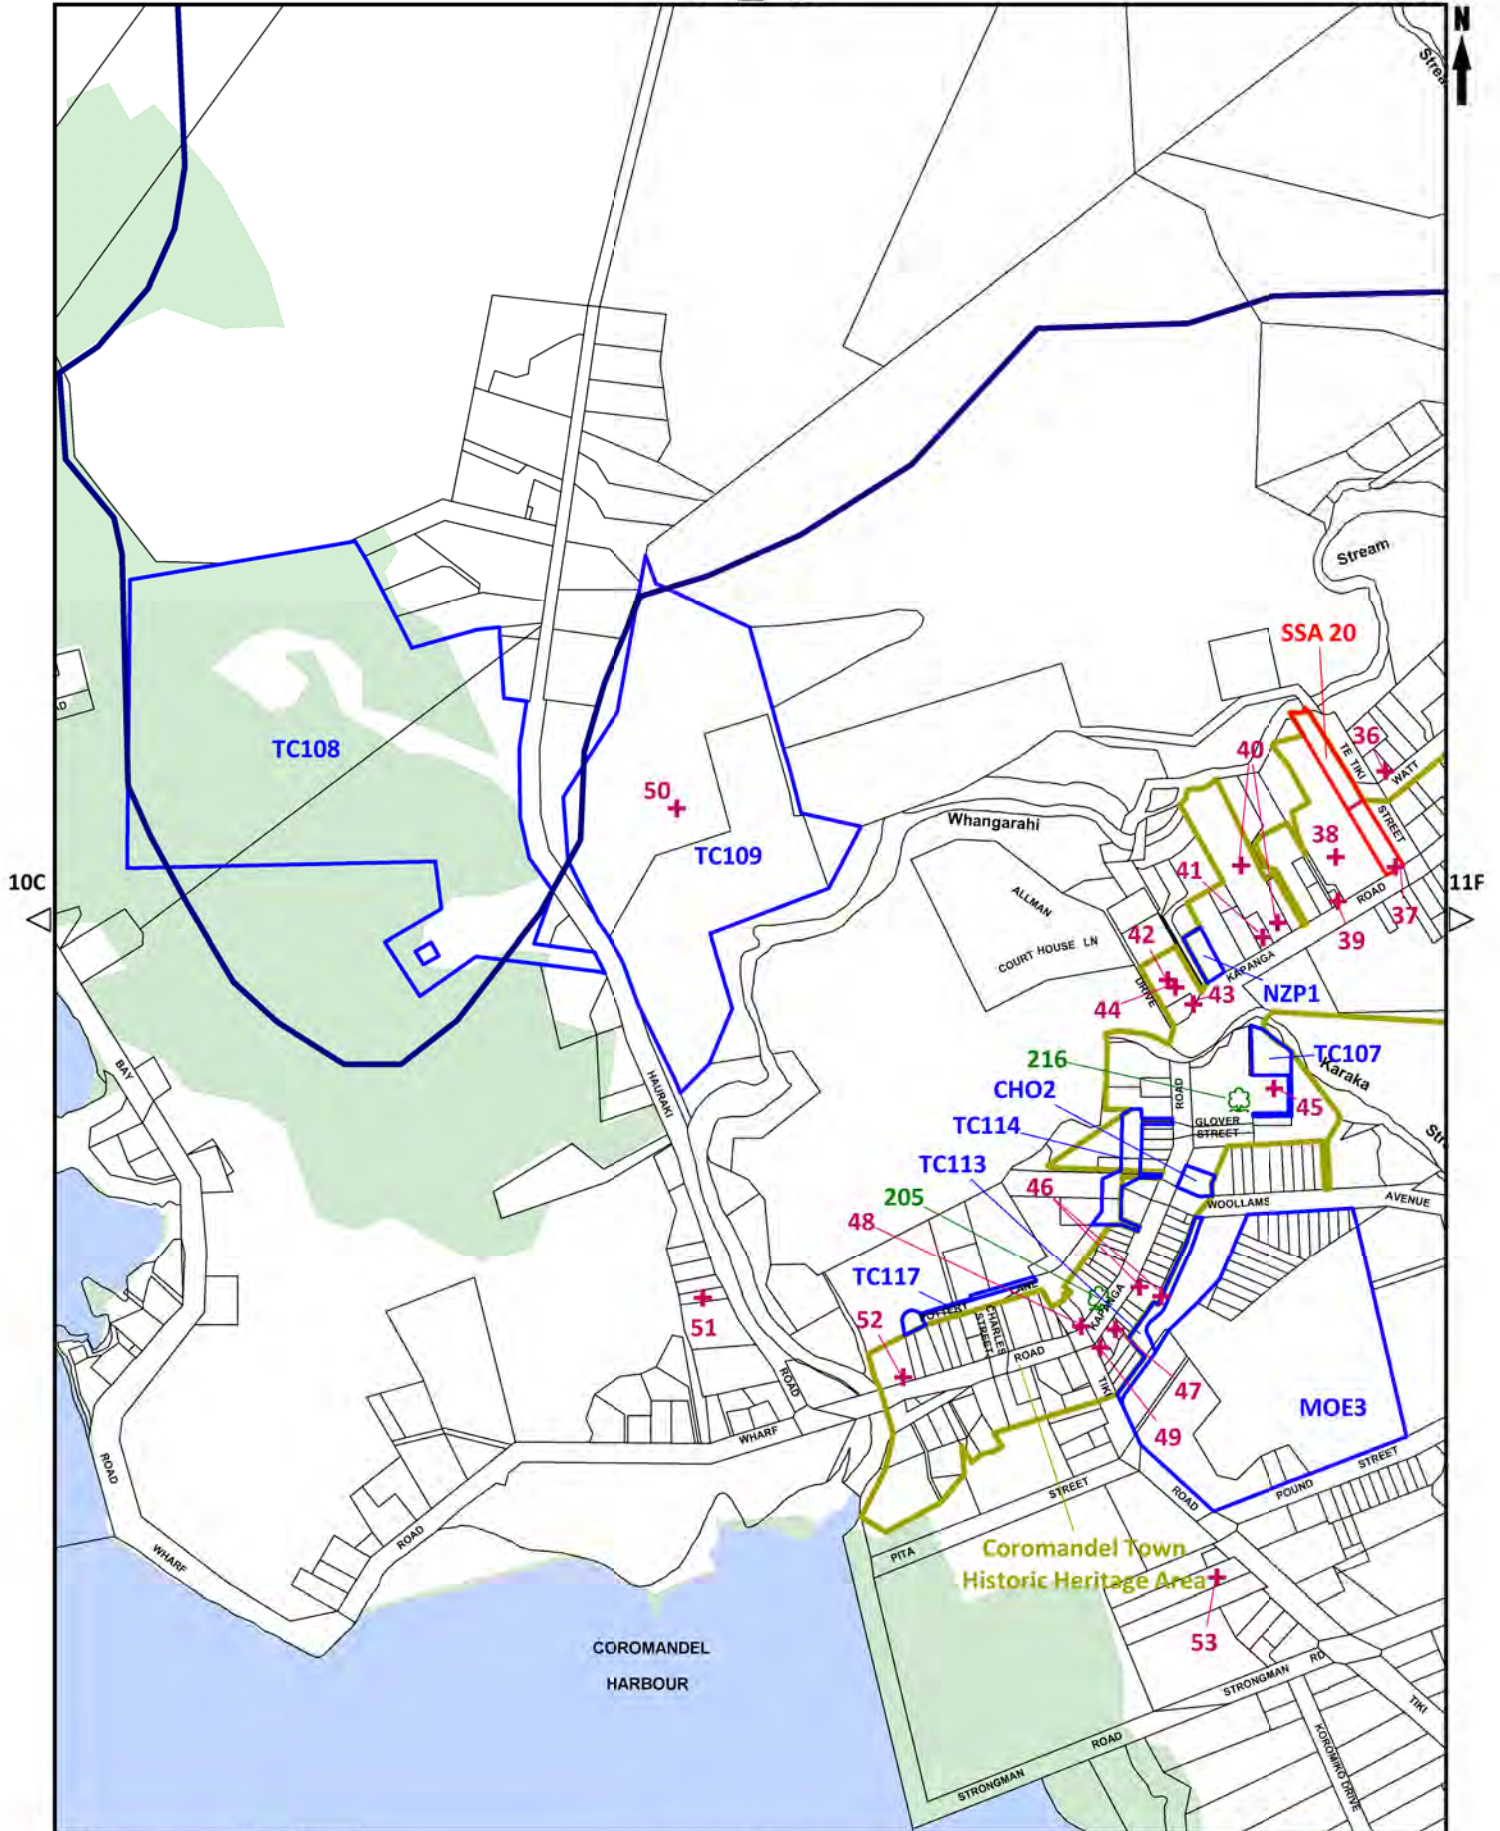 N
Strea
Stream
SSA 20
TE TIKI
36
WATT
40
TC108
50
STREET
Whangarahi
38
TC109
41
10C
11F
ALLMAN
ROAD
37
39
42
COURT HOUSE LN
KAPANGA
DRIVE
43
NZP1
44
216
TC107
BAY
HAURAKI
CHO2
ROAD
Karaka
45
TC114
GLOVER
STREET
Str
TC113
46
205
WOOLLAMS
AVENUE
48
TC117
LANE
POTTERY
KAPANGA
52
CHARLES
STREET
51
ROAD
ROAD
TIKI
47
MOE3
49
WHARF
ROAD
STREET
STREET
POUND
ROAD
ROAD
PITA
Coromandel Town
Historic Heritage Area
WHARF
53
COROMANDEL
HARBOUR
STRONGMAN
RD
TIKI
ROAD
KOROMIKO DRIVE
STRONGMAN